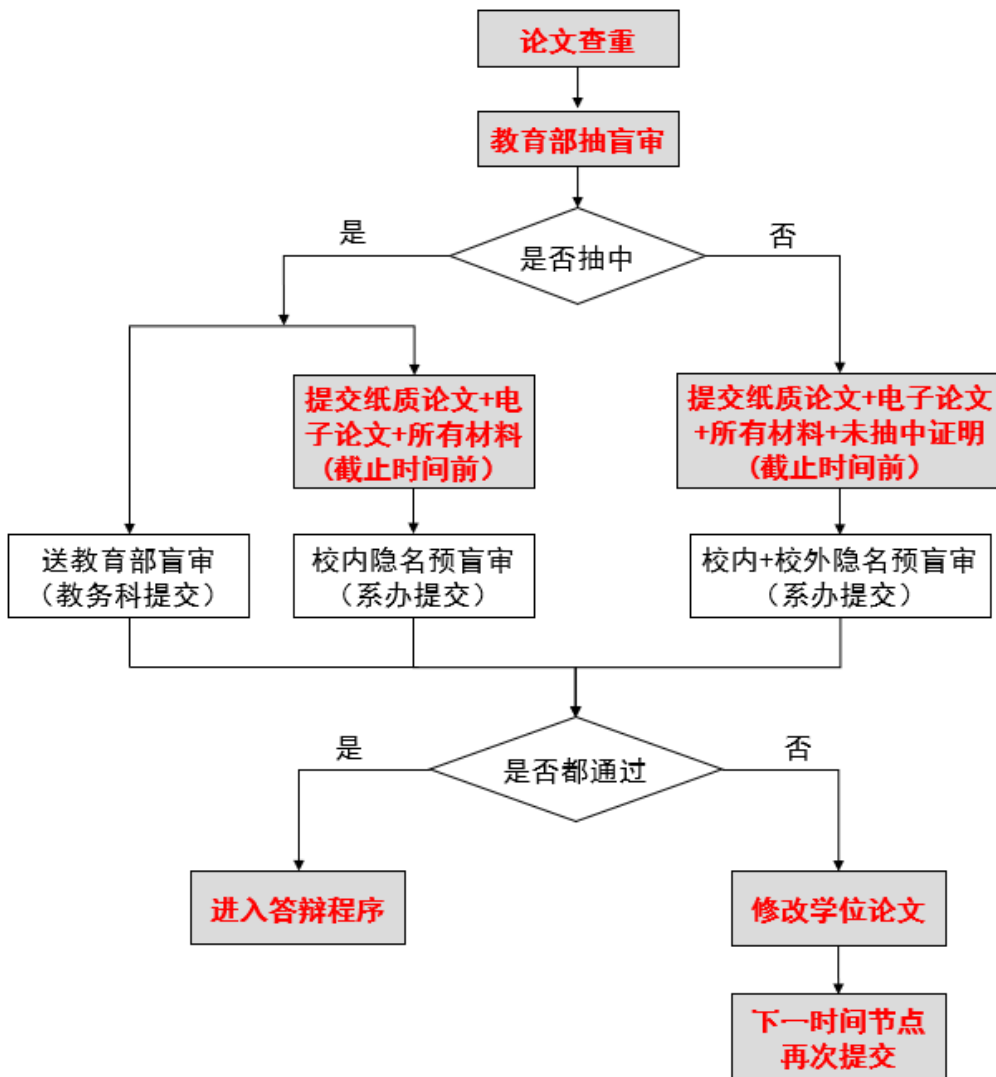 论文查重
教育部抽盲审
是
否
是否抽中
提交纸质论文+电
子论文+所有材料
(截止时间前）
提交纸质论文+电子论文
+所有材料+未抽中证明
(截止时间前）
送教育部盲审
（教务科提交）
校内隐名预盲审
（系办提交）
校内+校外隐名预盲审
（系办提交）
是
否
是否都通过
进入答辩程序
修改学位论文
下一时间节点
再次提交